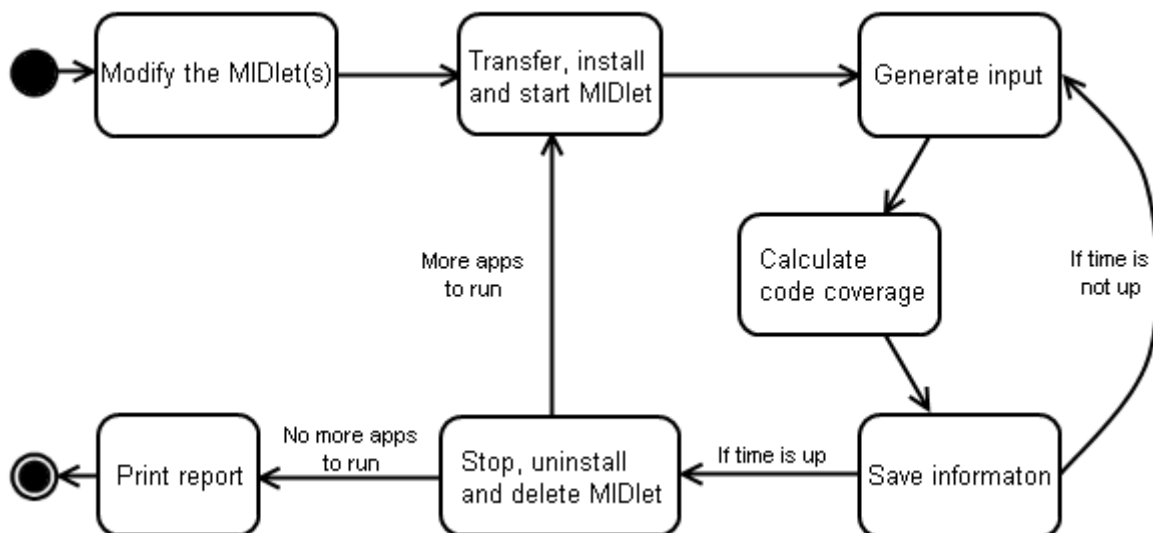 Modify the MIDlet(s)
Transfer, install
and start MIDlet
Generate input
Calculate
code coverage
More apps
to run
If time is
not up
Print report
No more apps
to run
Stop, uninstall
and delete MIDlet
If time is up
Save informaton